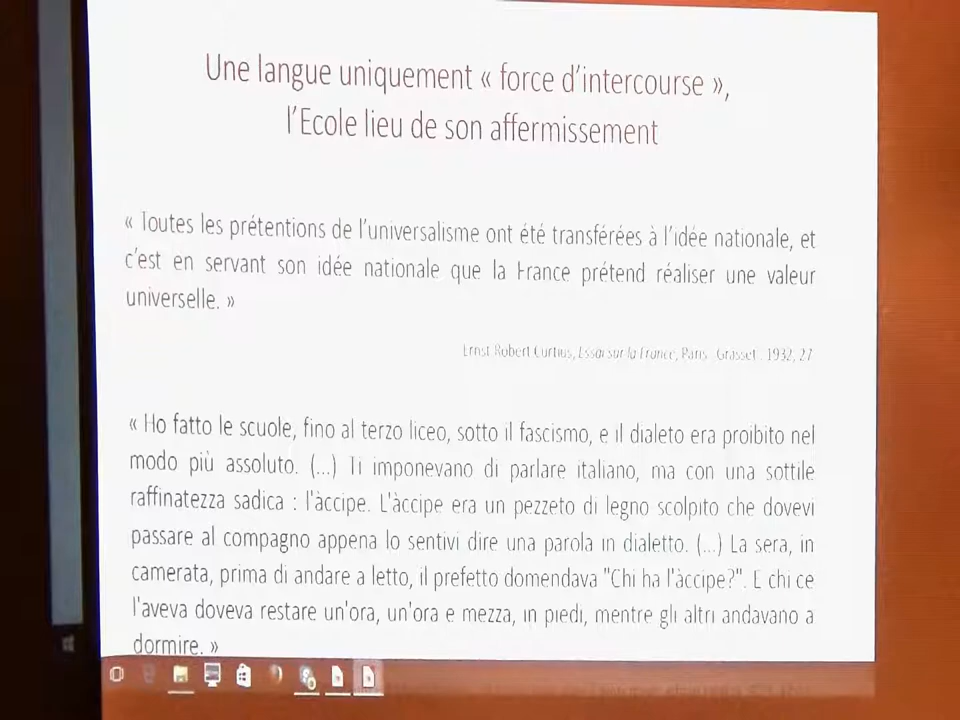 Une langue uniquement « force d’intercourse »,
l’Ecole lieu de son affermissement
« Toutes les prétentions de l’universalisme ont été transférées à l’idée nationale, et
c’est en servant son idée nationale que la France prétend réaliser une valeur
universelle. »
Ernst Robert Curtius, Essai sur la France, Paris : Grasset : 1932, 27
« Ho fatto le scuole, fino al terzo liceo, sotto il fascismo, e il dialeto era proibito nel
modo più assoluto. (...) Ti imponevano di parlare italiano, ma con una sottile
raffinatezza sadica : l'àccipe. L'àccipe era un pezzeto di legno scolpito che dovevi
passare al compagno appena lo sentivi dire una parola in dialetto. (...) La sera, in
camerata, prima di andare a letto, il prefetto domendava "Chi ha l'àccipe?". E chi ce
l'aveva doveva restare un'ora, un'ora e mezza, in piedi, mentre gli altri andavano a
dormire. »